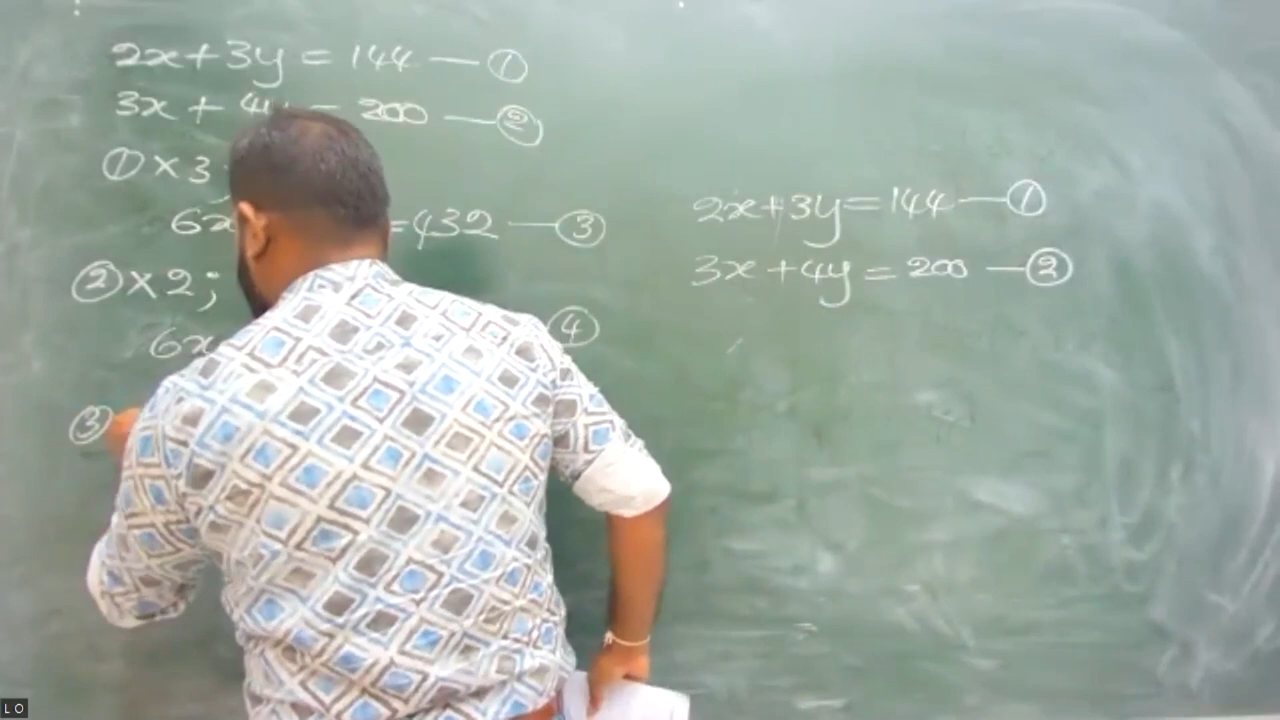 2x+3y = 144 — ①
3x + 4y = 200 — ②
① × 3;
6x =432 — ③
② × 2;
6x ④
③
2x+3y = 144 — ①
3x + 4y = 200 — ②
L O